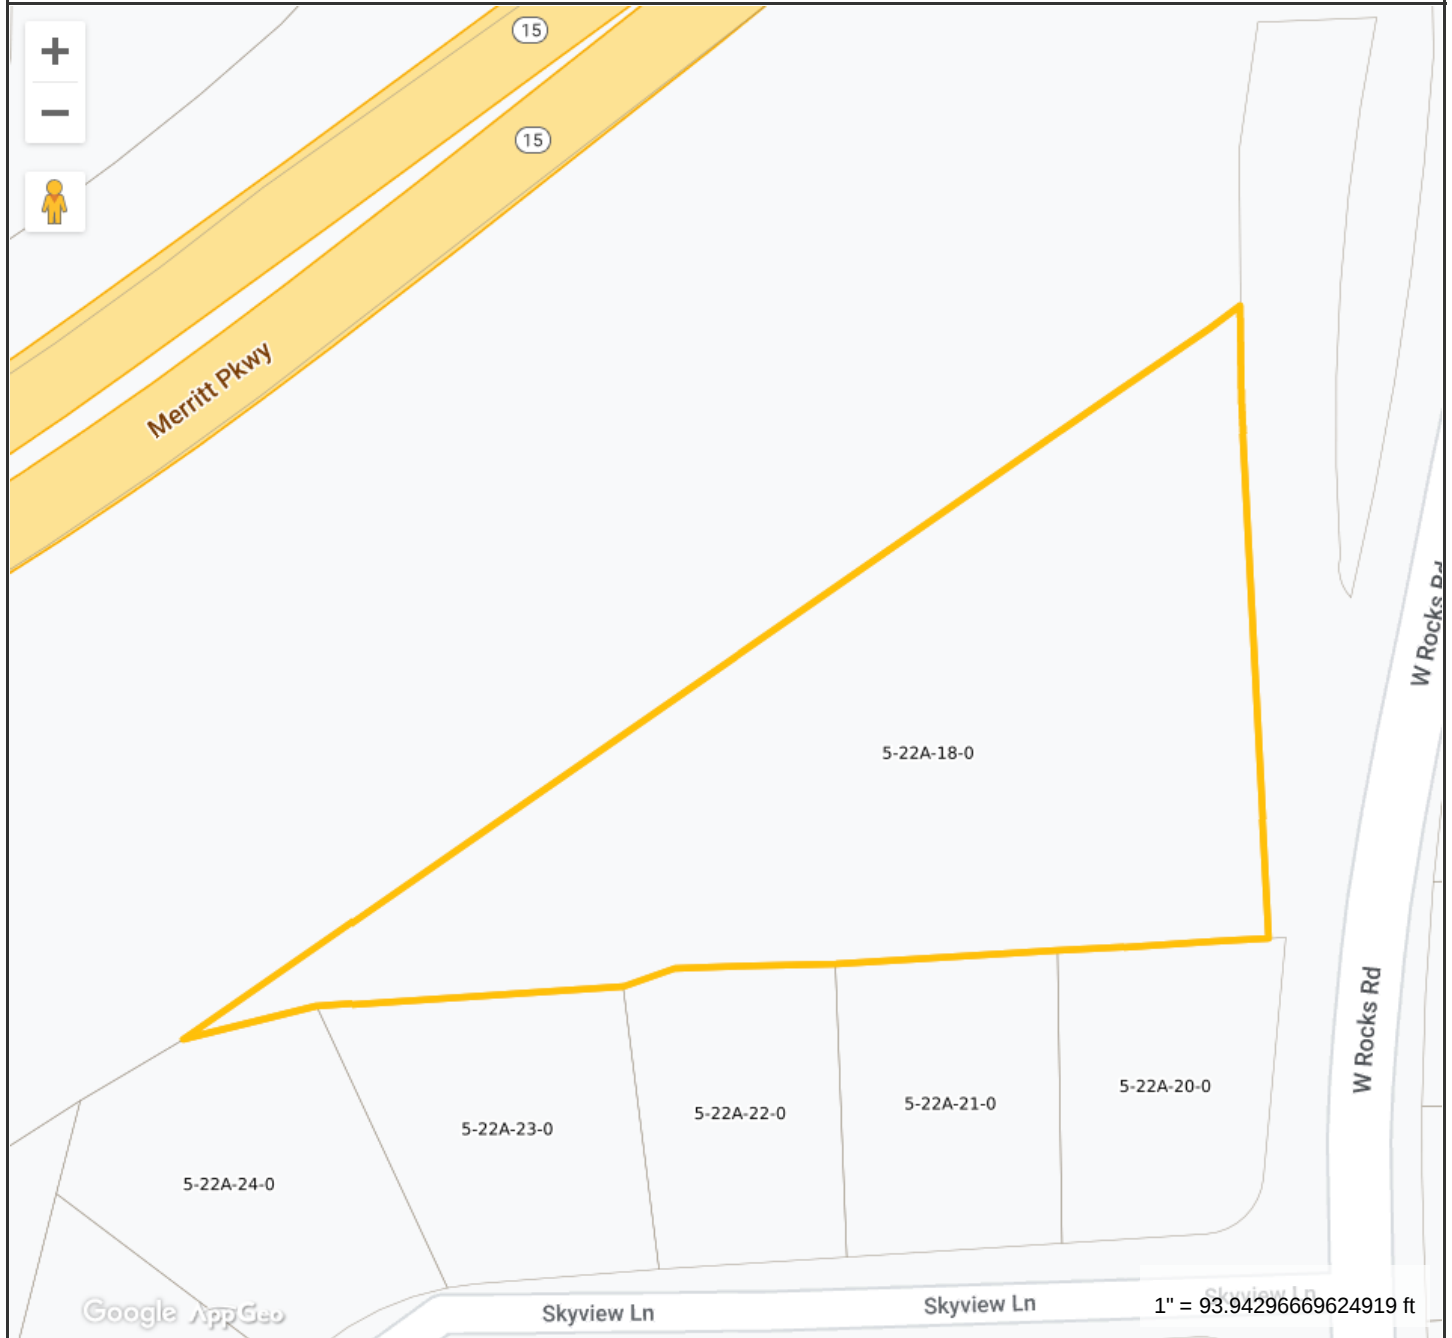 +
15
−
15
Merritt Pkwy
W Rocks Rd
5-22A-18-0
W Rocks Rd
5-22A-20-0
5-22A-21-0
5-22A-22-0
5-22A-23-0
5-22A-24-0
Skyview Ln
Skyview Ln
Skyview Ln
Google AppGeo
1" = 93.94296669624919 ft